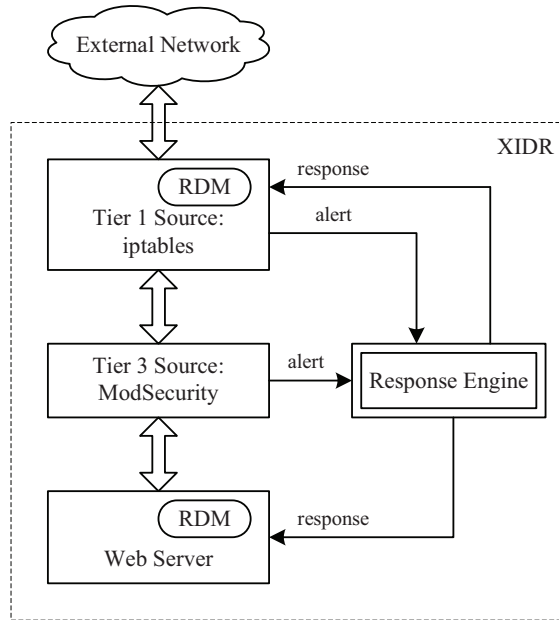 External Network
XIDR
RDM
response
Tier 1 Source:
iptables
alert
Tier 3 Source:
ModSecurity
alert
Response Engine
RDM
response
Web Server